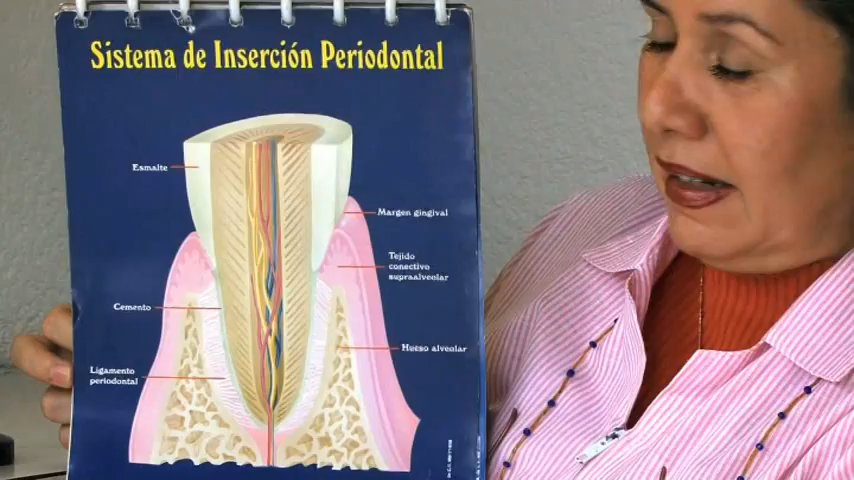 Sistema de Inserción Periodontal
Esmalte
Margen gingival
Tejido
conectivo
supraalveolar
Cemento
Hueso alveolar
Ligamento
periodontal